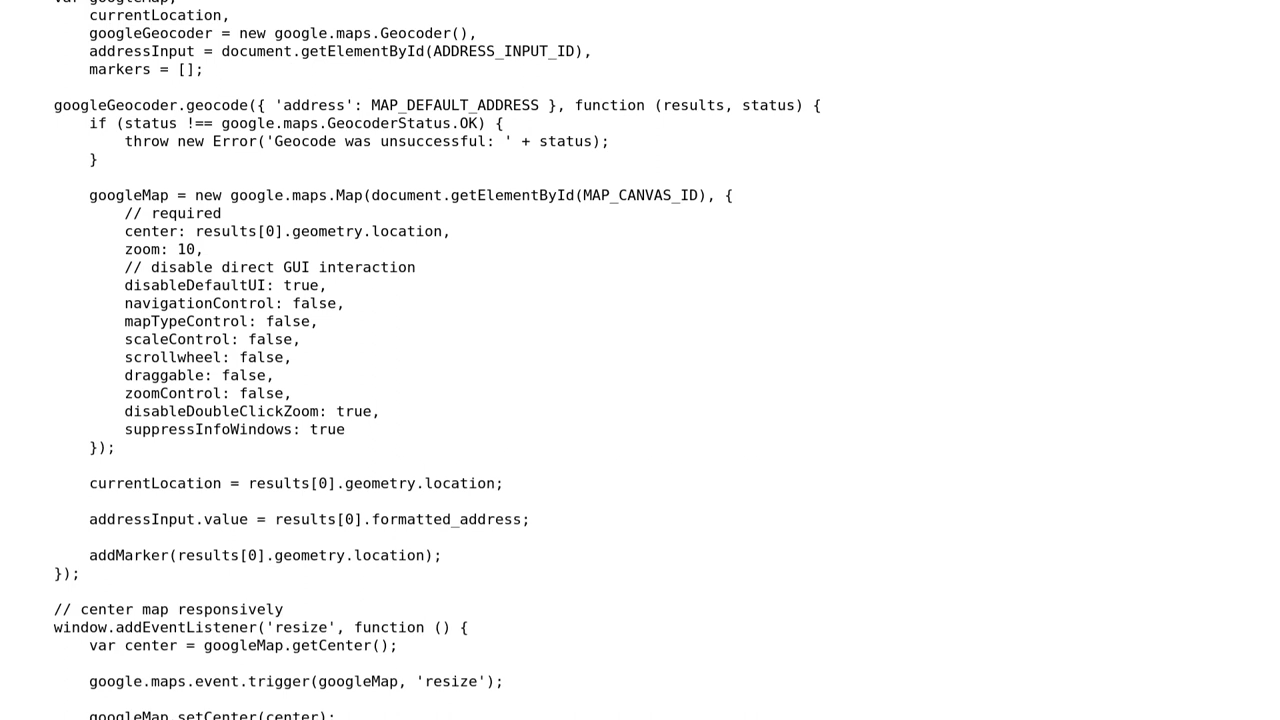 var googleMap,
    currentLocation,
    googleGeocoder = new google.maps.Geocoder(),
    addressInput = document.getElementById(ADDRESS_INPUT_ID),
    markers = [];

googleGeocoder.geocode({ 'address': MAP_DEFAULT_ADDRESS }, function (results, status) {
    if (status !== google.maps.GeocoderStatus.OK) {
        throw new Error('Geocode was unsuccessful: ' + status);
    }

    googleMap = new google.maps.Map(document.getElementById(MAP_CANVAS_ID), {
        // required
        center: results[0].geometry.location,
        zoom: 10,
        // disable direct GUI interaction
        disableDefaultUI: true,
        navigationControl: false,
        mapTypeControl: false,
        scaleControl: false,
        scrollwheel: false,
        draggable: false,
        zoomControl: false,
        disableDoubleClickZoom: true,
        suppressInfoWindows: true
    });

    currentLocation = results[0].geometry.location;

    addressInput.value = results[0].formatted_address;

    addMarker(results[0].geometry.location);
});

// center map responsively
window.addEventListener('resize', function () {
    var center = googleMap.getCenter();

    google.maps.event.trigger(googleMap, 'resize');

    googleMap.setCenter(center);